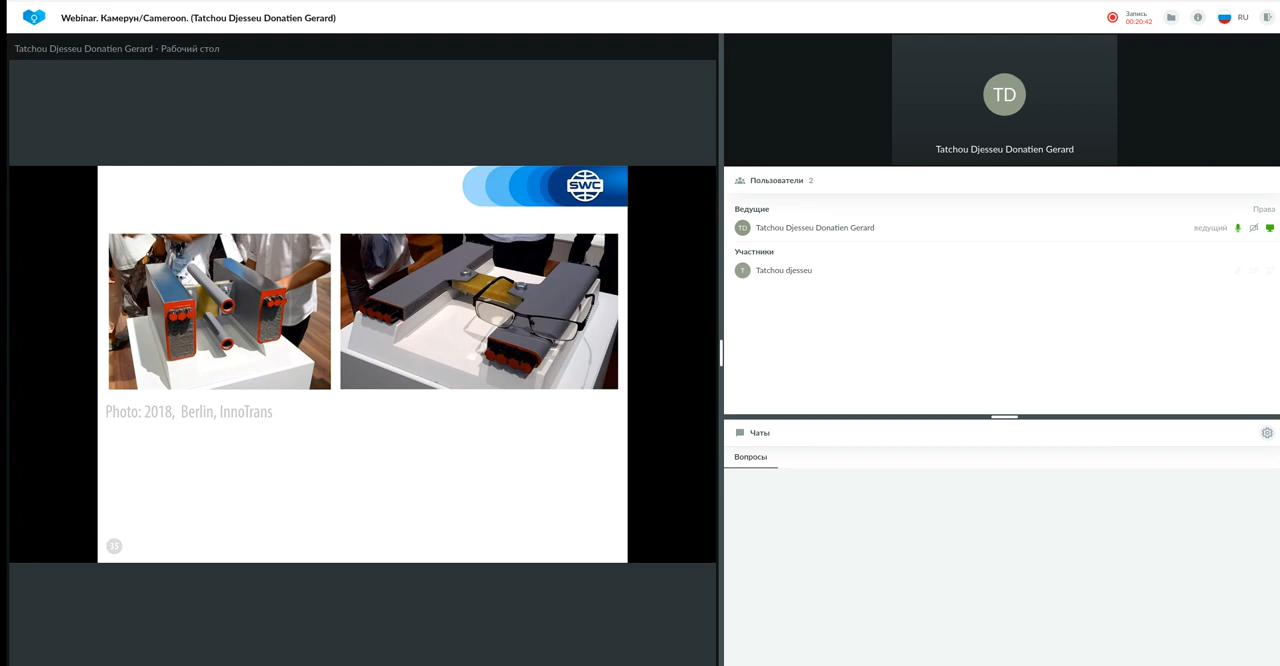 Webinar. Камерун/Cameroon. (Tatchou Djesseu Donatien Gerard)
Запись
00:20:42
RU
Tatchou Djesseu Donatien Gerard - Рабочий стол
SWC
Photo: 2018, Berlin, InnoTrans
35
TD
Tatchou Djesseu Donatien Gerard
Пользователи 2
Ведущие Права
TD Tatchou Djesseu Donatien Gerard ведущий
Участники
T Tatchou djesseu
Чаты
Вопросы